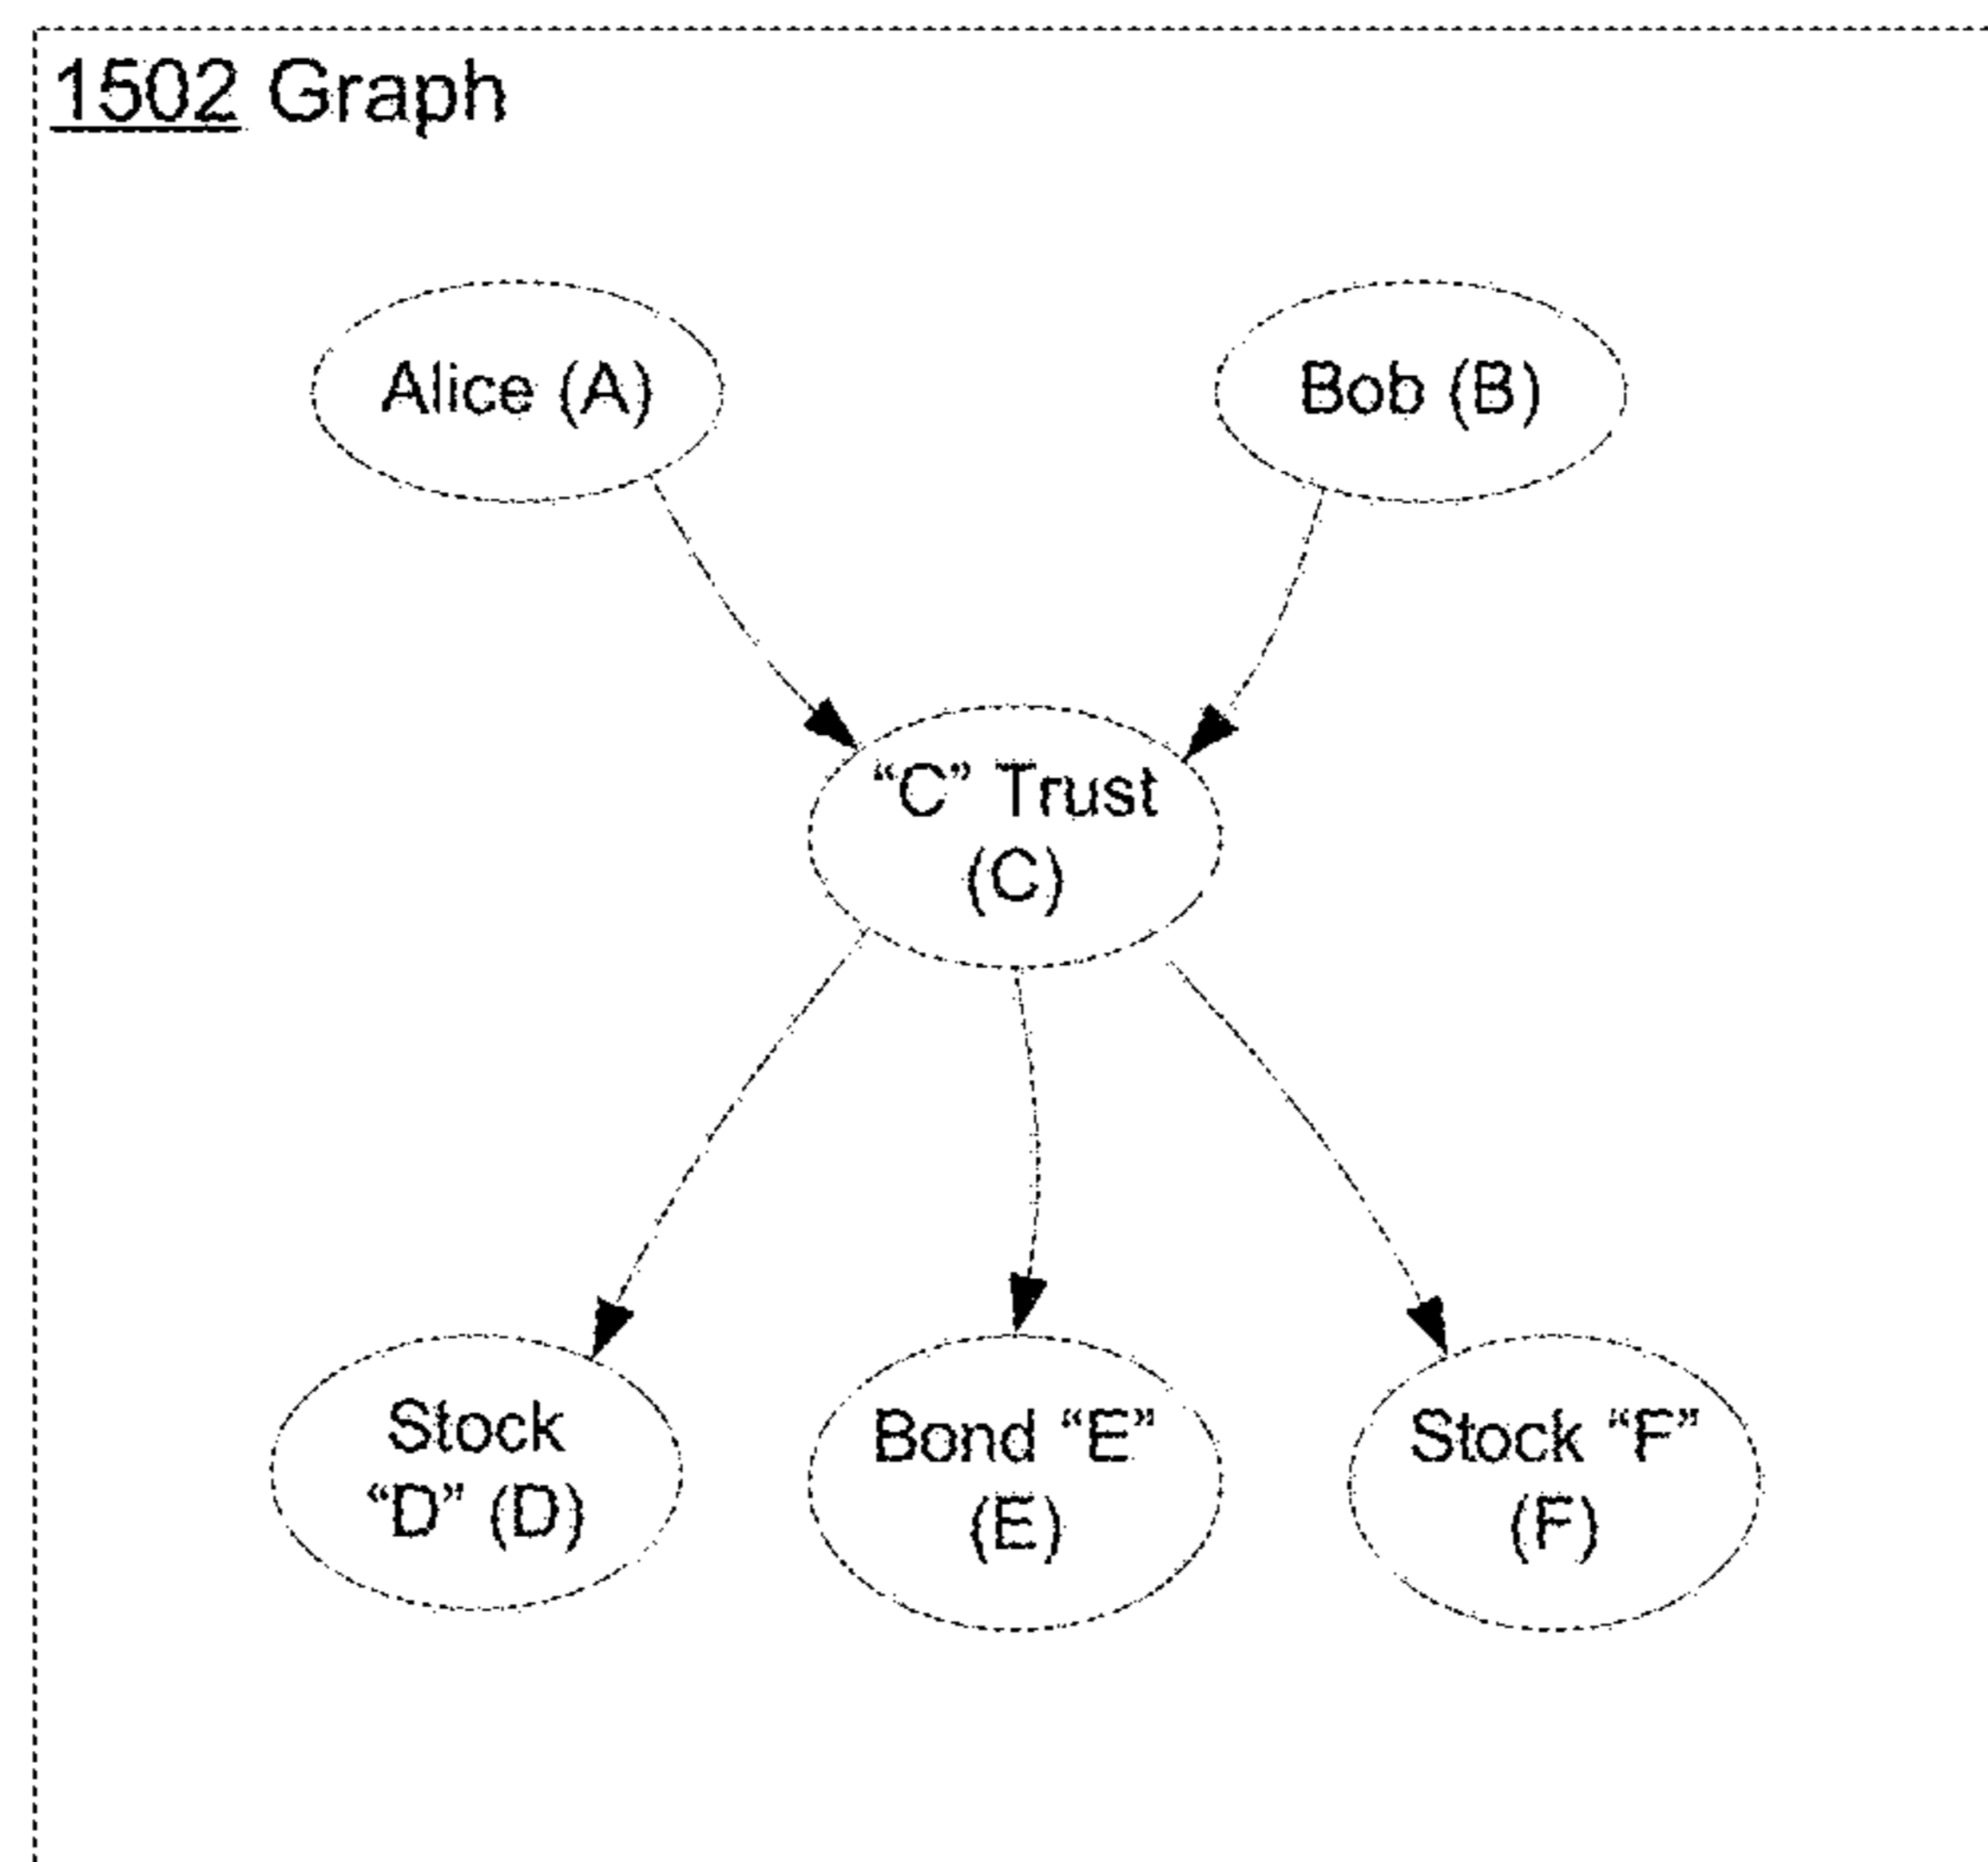 1502 Graph
Alice (A)
Bob (B)
“C” Trust
(C)
Stock
“D” (D)
Bond “E”
(E)
Stock “F”
(F)